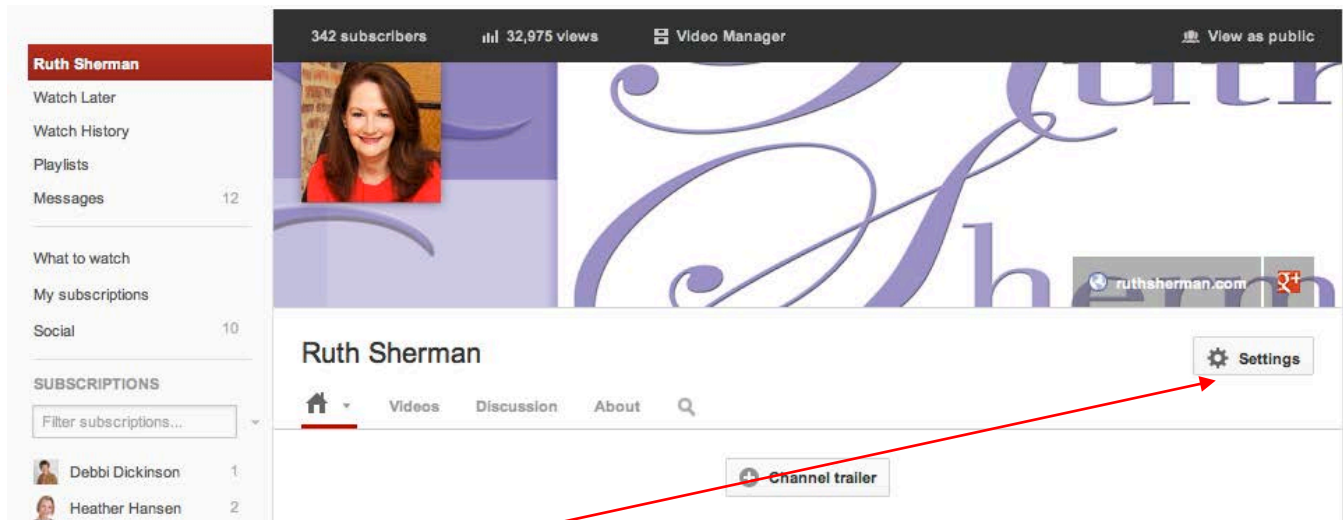 342 subscribers
32,975 views
Video Manager
View as public
Ruth Sherman
Watch Later
Watch History
Playlists
Messages 12
What to watch
My subscriptions
Social 10
SUBSCRIPTIONS
Filter subscriptions...
Debbi Dickinson 1
Heather Hansen 2
Ruth
Sherm
ruthsherman.com
g+
Ruth Sherman
Settings
Videos
Discussion
About
Channel trailer